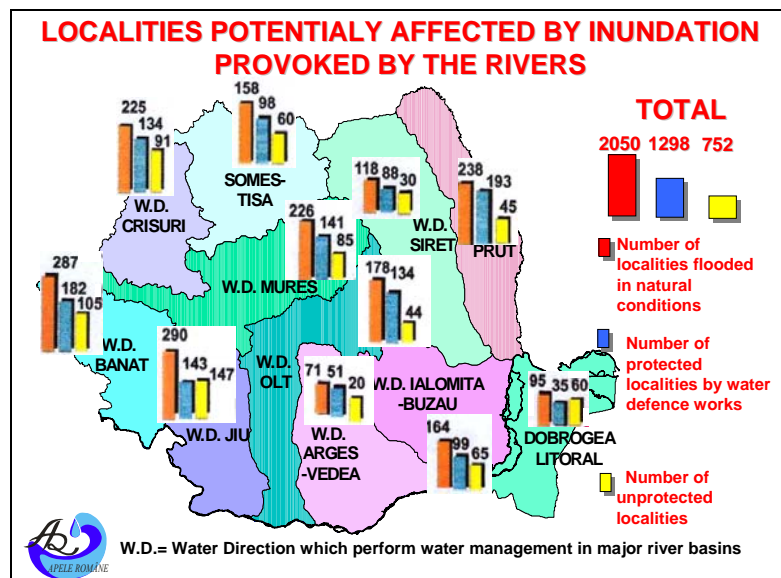 LOCALITIES POTENTIALY AFFECTED BY INUNDATION
PROVOKED BY THE RIVERS
TOTAL
2050 1298 752
Number of
localities flooded
in natural
conditions
Number of
protected
localities by water
defence works
Number of
unprotected
localities
225
134
91
W.D.
CRISURI
158
98
60
SOMES-
TISA
118
88
30
W.D.
SIRET
238
193
45
PRUT
226
141
85
W.D. MURES
287
182
105
W.D.
BANAT
290
143
147
W.D. JIU
178
134
44
W.D.
OLT
71
51
20
W.D.
ARGES
-VEDEA
W.D. IALOMITA
-BUZAU
164
99
65
95
35
60
DOBROGEA
LITORAL
APELE ROMÂNE
W.D.= Water Direction which perform water management in major river basins